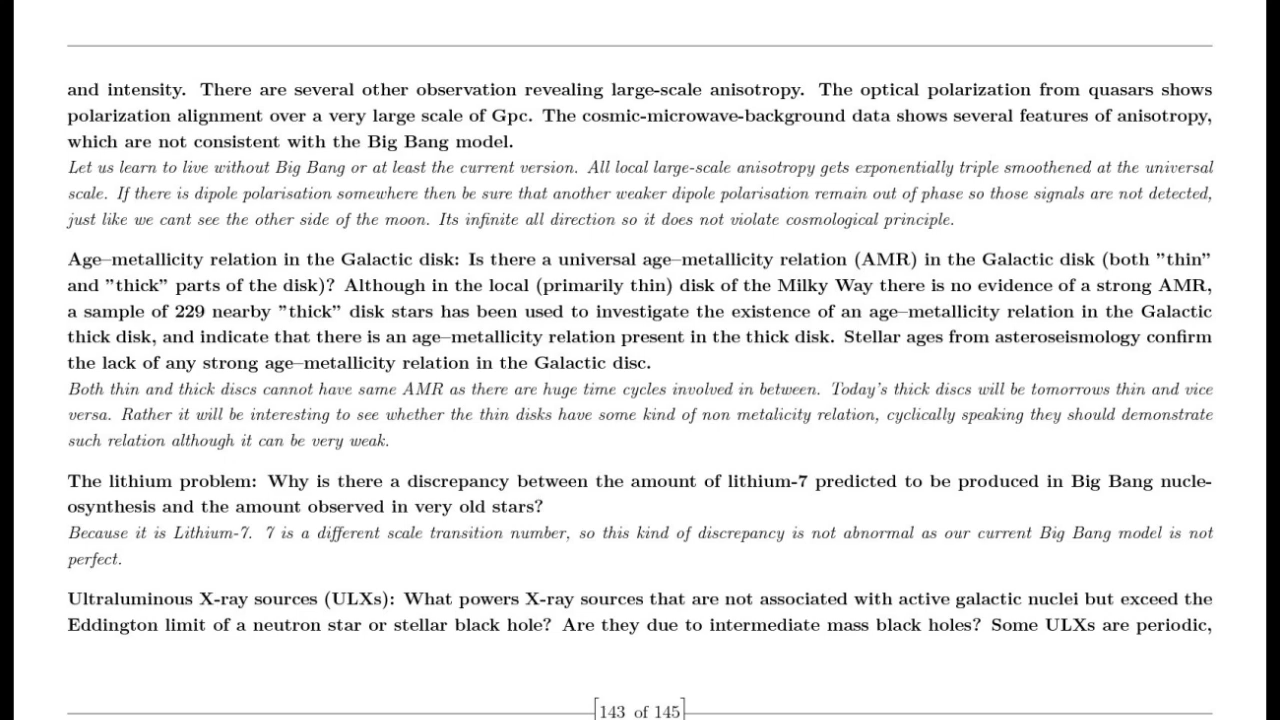 and intensity. There are several other observation revealing large-scale anisotropy. The optical polarization from quasars shows
polarization alignment over a very large scale of Gpc. The cosmic-microwave-background data shows several features of anisotropy,
which are not consistent with the Big Bang model.
Let us learn to live without Big Bang or at least the current version. All local large-scale anisotropy gets exponentially triple smoothened at the universal
scale. If there is dipole polarisation somewhere then be sure that another weaker dipole polarisation remain out of phase so those signals are not detected,
just like we cant see the other side of the moon. Its infinite all direction so it does not violate cosmological principle.
Age–metallicity relation in the Galactic disk: Is there a universal age–metallicity relation (AMR) in the Galactic disk (both ”thin”
and ”thick” parts of the disk)? Although in the local (primarily thin) disk of the Milky Way there is no evidence of a strong AMR,
a sample of 229 nearby ”thick” disk stars has been used to investigate the existence of an age–metallicity relation in the Galactic
thick disk, and indicate that there is an age–metallicity relation present in the thick disk. Stellar ages from asteroseismology confirm
the lack of any strong age–metallicity relation in the Galactic disc.
Both thin and thick discs cannot have same AMR as there are huge time cycles involved in between. Today's thick discs will be tomorrows thin and vice
versa. Rather it will be interesting to see whether the thin disks have some kind of non metalicity relation, cyclically speaking they should demonstrate
such relation although it can be very weak.
The lithium problem: Why is there a discrepancy between the amount of lithium-7 predicted to be produced in Big Bang nucle-
osynthesis and the amount observed in very old stars?
Because it is Lithium-7. 7 is a different scale transition number, so this kind of discrepancy is not abnormal as our current Big Bang model is not
perfect.
Ultraluminous X-ray sources (ULXs): What powers X-ray sources that are not associated with active galactic nuclei but exceed the
Eddington limit of a neutron star or stellar black hole? Are they due to intermediate mass black holes? Some ULXs are periodic,
[143 of 145]